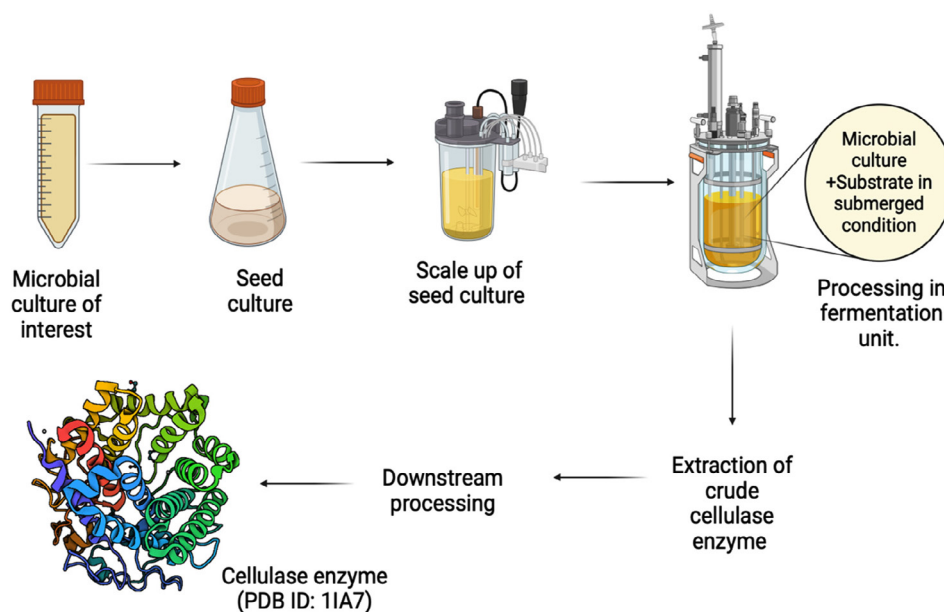 Microbial
culture of
interest
Seed
culture
Scale up of
seed culture
Microbial
culture
+Substrate in
submerged
condition
Processing in
fermentation
unit.
Extraction of
crude
cellulase
enzyme
Downstream
processing
Cellulase enzyme
(PDB ID: 1IA7)